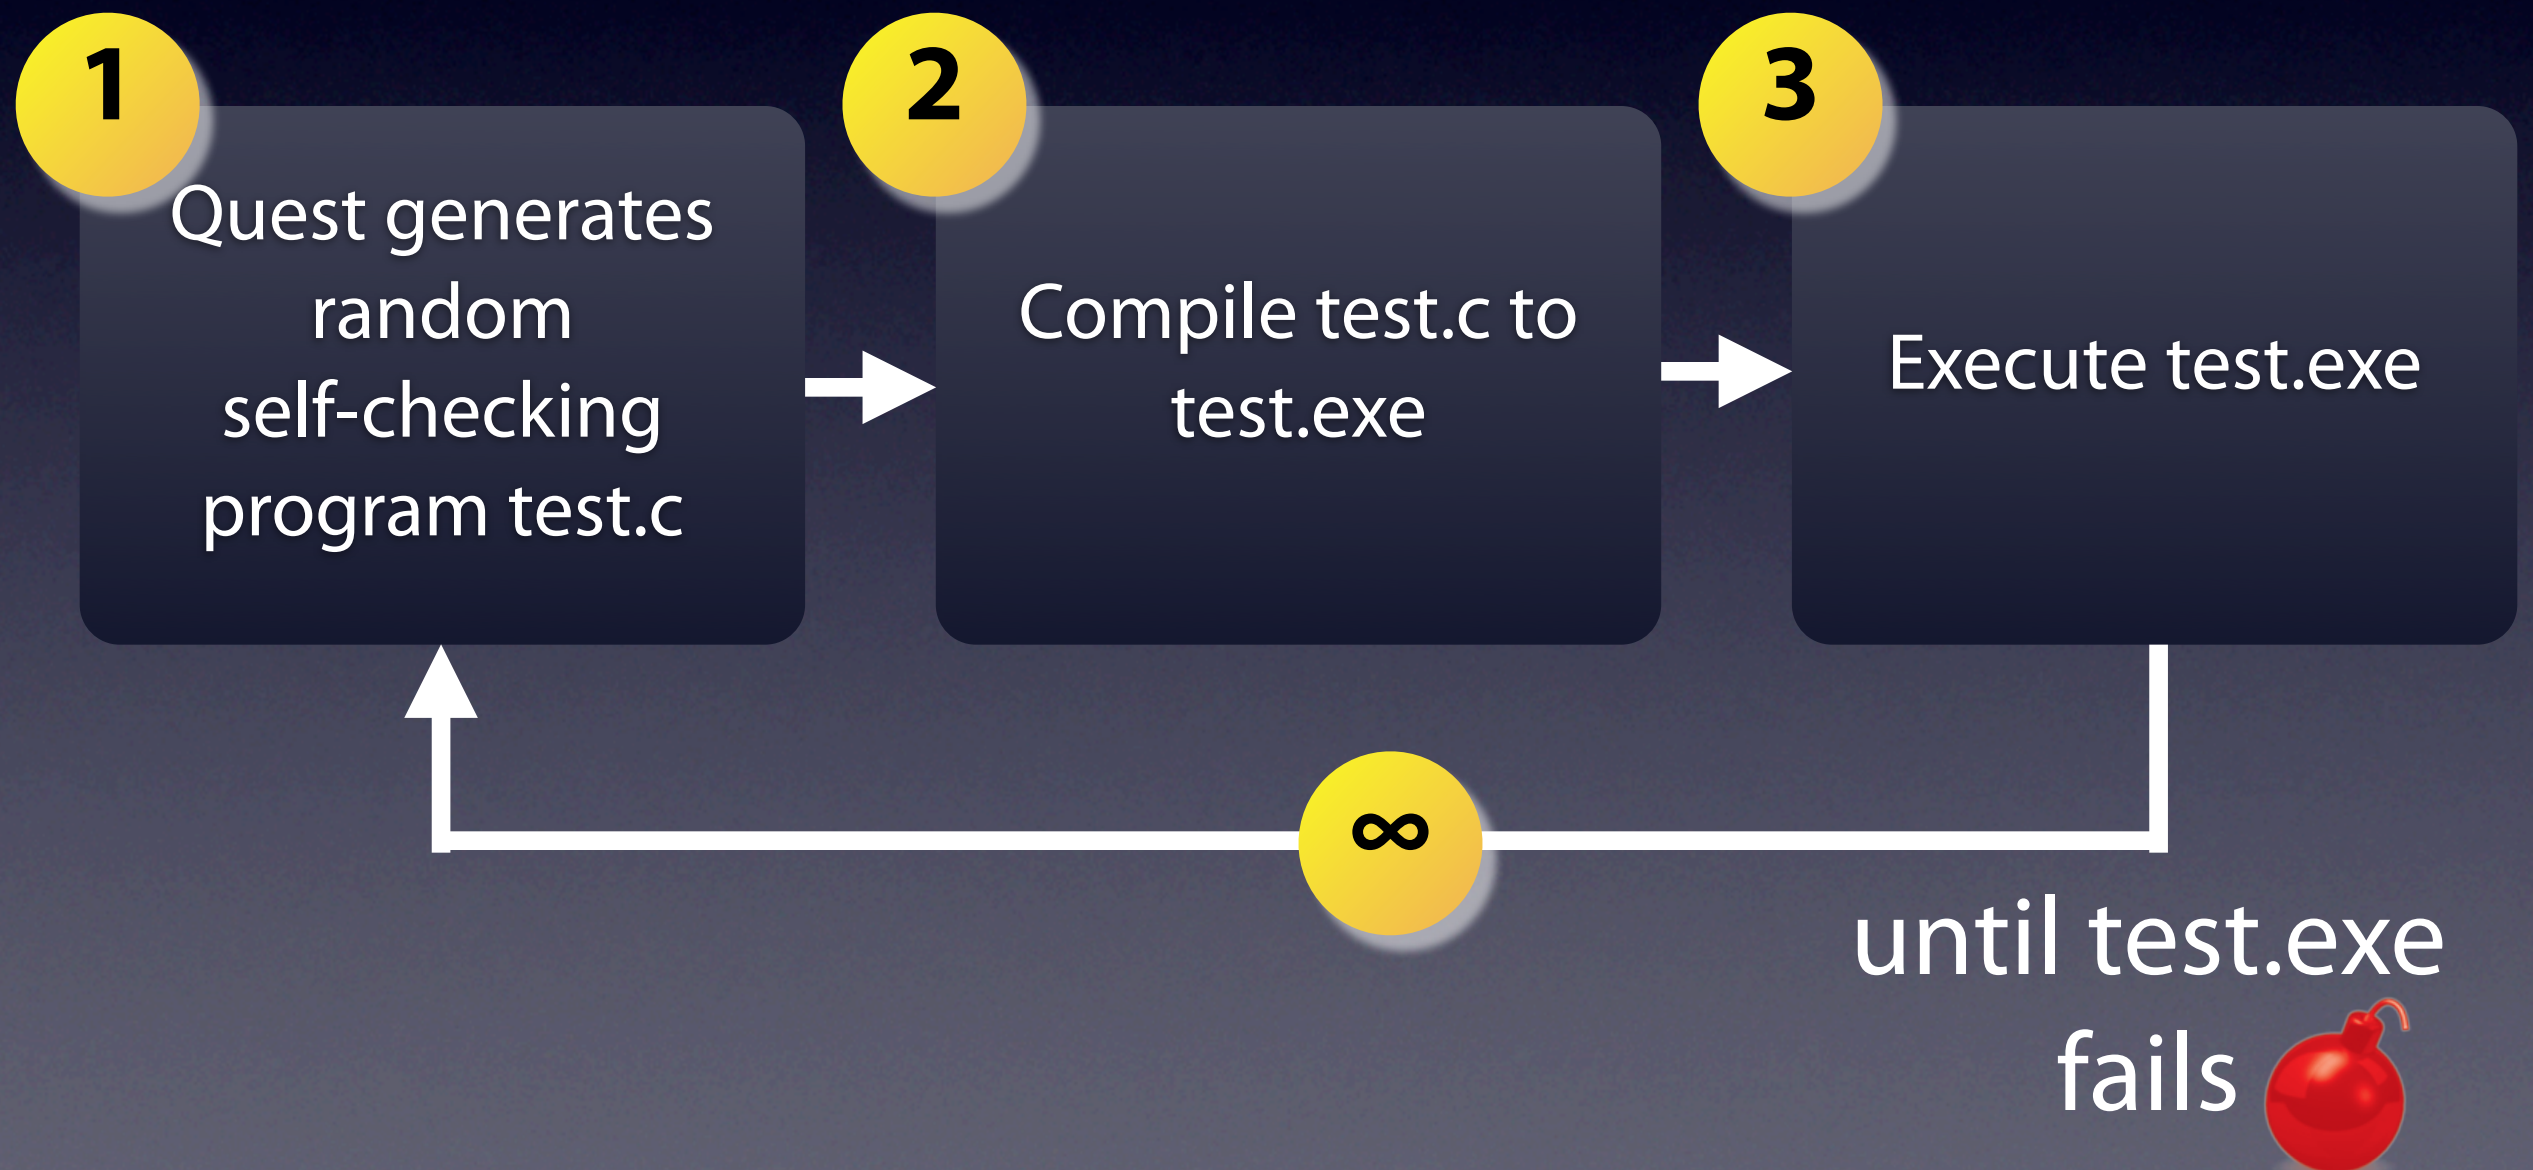 1
Quest generates
random
self-checking
program test.c
2
Compile test.c to
test.exe
3
Execute test.exe
∞
until test.exe
fails